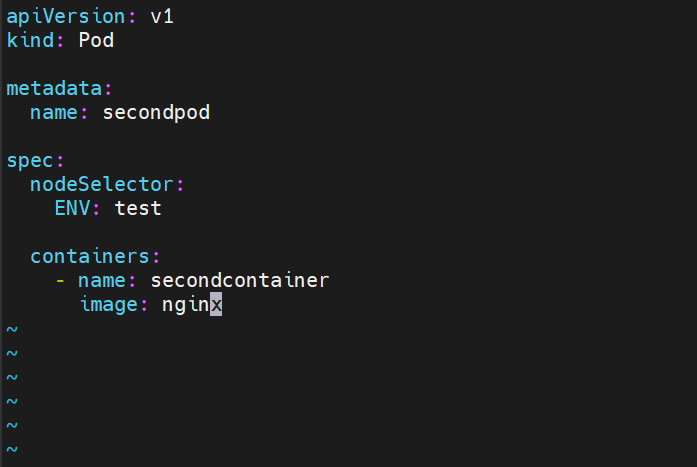 apiVersion: v1
kind: Pod

metadata:
  name: secondpod

spec:
  nodeSelector:
    ENV: test

  containers:
    - name: secondcontainer
      image: nginx
~
~
~
~
~
~